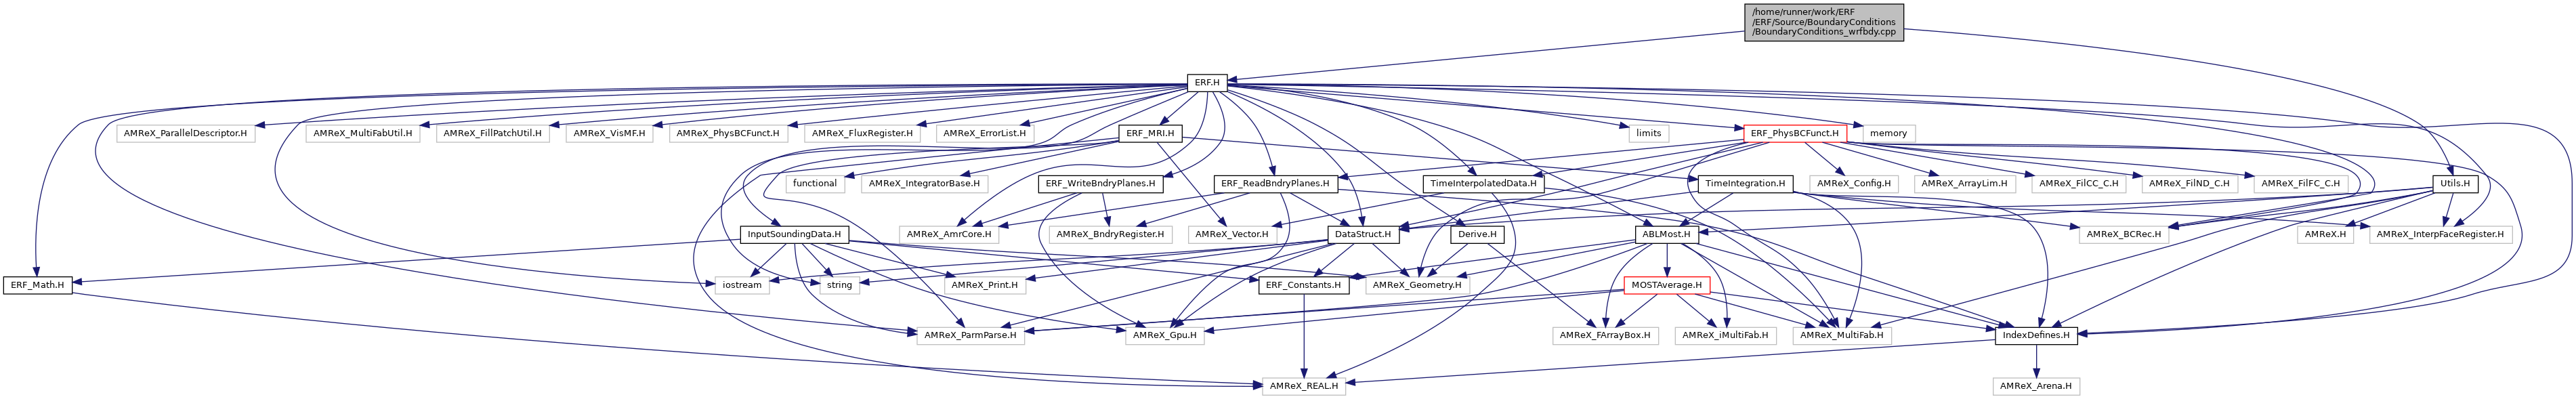 /home/runner/work/ERF
/ERF/Source/BoundaryConditions
/BoundaryConditions_wrfbdy.cpp
ERF.H
AMReX_ParallelDescriptor.H
AMReX_MultiFabUtil.H
AMReX_FillPatchUtil.H
AMReX_VisMF.H
AMReX_PhysBCFunct.H
AMReX_FluxRegister.H
AMReX_ErrorList.H
ERF_MRI.H
limits
ERF_PhysBCFunct.H
memory
functional
AMReX_IntegratorBase.H
ERF_WriteBndryPlanes.H
ERF_ReadBndryPlanes.H
TimeInterpolatedData.H
TimeIntegration.H
AMReX_Config.H
AMReX_ArrayLim.H
AMReX_FilCC_C.H
AMReX_FilND_C.H
AMReX_FilFC_C.H
Utils.H
InputSoundingData.H
AMReX_AmrCore.H
AMReX_BndryRegister.H
AMReX_Vector.H
DataStruct.H
Derive.H
ABLMost.H
AMReX_BCRec.H
AMReX.H
AMReX_InterpFaceRegister.H
ERF_Math.H
iostream
string
AMReX_Print.H
ERF_Constants.H
AMReX_Geometry.H
MOSTAverage.H
AMReX_ParmParse.H
AMReX_Gpu.H
AMReX_FArrayBox.H
AMReX_iMultiFab.H
AMReX_MultiFab.H
IndexDefines.H
AMReX_REAL.H
AMReX_Arena.H